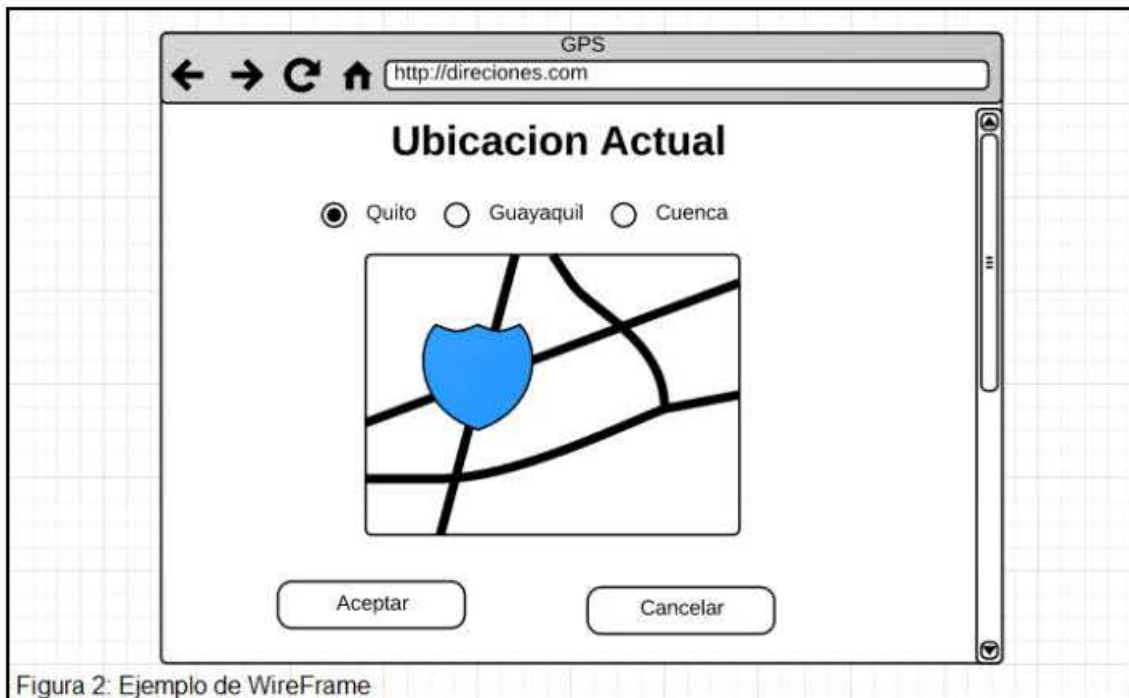 GPS
http://direciones.com
Ubicacion Actual
Quito Guayaquil Cuenca
Aceptar
Cancelar
Figura 2: Ejemplo de WireFrame